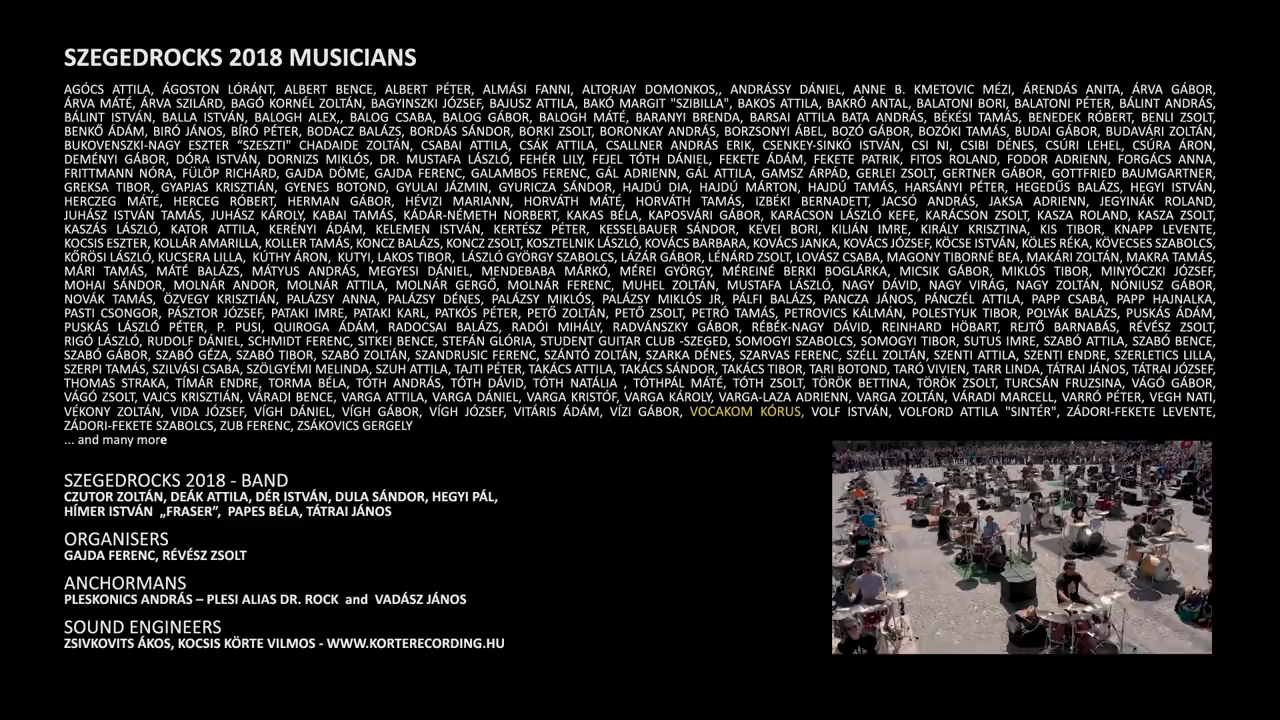 SZEGEDROCKS 2018 MUSICIANS
AGÓCS ATTILA, ÁGOSTON LÓRÁNT, ALBERT BENCE, ALBERT PÉTER, ALMÁSI FANNI, ALTORJAY DOMONKOS,, ANDRÁSSY DÁNIEL, ANNE B. KMETOVIC MÉZI, ÁRENDÁS ANITA, ÁRVA GÁBOR,
ÁRVA MÁTÉ, ÁRVA SZILÁRD, BAGÓ KORNÉL ZOLTÁN, BAGYINSZKI JÓZSEF, BAJUSZ ATTILA, BAKÓ MARGIT "SZIBILLA", BAKOS ATTILA, BAKRÓ ANTAL, BALATONI BORI, BALATONI PÉTER, BÁLINT ANDRÁS,
BÁLINT ISTVÁN, BALLA ISTVÁN, BALOGH ALEX,, BALOG CSABA, BALOG GÁBOR, BALOGH MÁTÉ, BARANYI BRENDA, BARSAI ATTILA BATA ANDRÁS, BÉKÉSI TAMÁS, BENEDEK RÓBERT, BENLI ZSOLT,
BENKŐ ÁDÁM, BIRÓ JÁNOS, BÍRÓ PÉTER, BODACZ BALÁZS, BORDÁS SÁNDOR, BORKI ZSOLT, BORONKAY ANDRÁS, BORZSONYI ÁBEL, BOZÓ GÁBOR, BOZÓKI TAMÁS, BUDAI GÁBOR, BUDAVÁRI ZOLTÁN,
BUKOVENSZKI-NAGY ESZTER "SZESZTI" CHADAIDE ZOLTÁN, CSABAI ATTILA, CSÁK ATTILA, CSALLNER ANDRÁS ERIK, CSENKEY-SINKÓ ISTVÁN, CSI NI, CSIBI DÉNES, CSÚRI LEHEL, CSÚRA ÁRON,
DEMÉNYI GÁBOR, DÓRA ISTVÁN, DORNIZS MIKLÓS, DR. MUSTAFA LÁSZLÓ, FEHÉR LILY, FEJEL TÓTH DÁNIEL, FEKETE ÁDÁM, FEKETE PATRIK, FITOS ROLAND, FODOR ADRIENN, FORGÁCS ANNA,
FRITTMANN NÓRA, FÜLÖP RICHÁRD, GAJDA DÖME, GAJDA FERENC, GALAMBOS FERENC, GÁL ADRIENN, GÁL ATTILA, GAMSZ ÁRPÁD, GERLEI ZSOLT, GERTNER GÁBOR, GOTTFRIED BAUMGARTNER,
GREKSA TIBOR, GYAPJAS KRISZTIÁN, GYENES BOTOND, GYULAI JÁZMIN, GYURICZA SÁNDOR, HAJDÚ DIA, HAJDÚ MÁRTON, HAJDÚ TAMÁS, HARSÁNYI PÉTER, HEGEDŰS BALÁZS, HEGYI ISTVÁN,
HERCZEG MÁTÉ, HERCEG RÓBERT, HERMAN GÁBOR, HÉVIZI MARIANN, HORVÁTH MÁTÉ, HORVÁTH TAMÁS, IZBÉKI BERNADETT, JACSÓ ANDRÁS, JAKSA ADRIENN, JEGYINÁK ROLAND,
JUHÁSZ ISTVÁN TAMÁS, JUHÁSZ KÁROLY, KABAI TAMÁS, KÁDÁR-NÉMETH NORBERT, KAKAS BÉLA, KAPOSVÁRI GÁBOR, KARÁCSON LÁSZLÓ KEFE, KARÁCSON ZSOLT, KASZA ROLAND, KASZA ZSOLT,
KASZÁS LÁSZLÓ, KATOR ATTILA, KERÉNYI ÁDÁM, KELEMEN ISTVÁN, KERTÉSZ PÉTER, KESSELBAUER SÁNDOR, KEVEI BORI, KILIÁN IMRE, KIRÁLY KRISZTINA, KIS TIBOR, KNAPP LEVENTE,
KOCSIS ESZTER, KOLLÁR AMARILLA, KOLLER TAMÁS, KONCZ BALÁZS, KONCZ ZSOLT, KOSZTELNIK LÁSZLÓ, KOVÁCS BARBARA, KOVÁCS JANKA, KOVÁCS JÓZSEF, KÖCSE ISTVÁN, KÖLES RÉKA, KÖVECSES SZABOLCS,
KŐRÖSI LÁSZLÓ, KUCSERA LILLA, KÚTHY ÁRON, KUTYI, LAKOS TIBOR, LÁSZLÓ GYÖRGY SZABOLCS, LÁZÁR GÁBOR, LÉNÁRD ZSOLT, LOVÁSZ CSABA, MAGONY TIBORNÉ BEA, MAKÁRI ZOLTÁN, MAKRA TAMÁS,
MÁRI TAMÁS, MÁTÉ BALÁZS, MÁTYUS ANDRÁS, MEGYESI DÁNIEL, MENDEBABA MÁRKÓ, MÉREI GYÖRGY, MÉREINÉ BERKI BOGLÁRKA, MICSIK GÁBOR, MIKLÓS TIBOR, MINYÓCZKI JÓZSEF,
MOHAI SÁNDOR, MOLNÁR ANDOR, MOLNÁR ATTILA, MOLNÁR GERGŐ, MOLNÁR FERENC, MUHEL ZOLTÁN, MUSTAFA LÁSZLÓ, NAGY DÁVID, NAGY VIRÁG, NAGY ZOLTÁN, NÓNIUSZ GÁBOR,
NOVÁK TAMÁS, ÖZVEGY KRISZTIÁN, PALÁZSY ANNA, PALÁZSY DÉNES, PALÁZSY MIKLÓS, PALÁZSY MIKLÓS JR, PÁLFI BALÁZS, PANCZA JÁNOS, PÁNCZÉL ATTILA, PAPP CSABA, PAPP HAJNALKA,
PASTI CSONGOR, PÁSZTOR JÓZSEF, PATAKI IMRE, PATAKI KARL, PATKÓS PÉTER, PETŐ ZOLTÁN, PETŐ ZSOLT, PETRÓ TAMÁS, PETROVICS KÁLMÁN, POLESTYUK TIBOR, POLYÁK BALÁZS, PUSKÁS ÁDÁM,
PUSKÁS LÁSZLÓ PÉTER, P. PUSI, QUIROGA ÁDÁM, RADOCSAI BALÁZS, RADÓI MIHÁLY, RADVÁNSZKY GÁBOR, RÉBÉK-NAGY DÁVID, REINHARD HÖBART, REJTŐ BARNABÁS, RÉVÉSZ ZSOLT,
RIGÓ LÁSZLÓ, RUDOLF DÁNIEL, SCHMIDT FERENC, SITKEI BENCE, STEFÁN GLÓRIA, STUDENT GUITAR CLUB -SZEGED, SOMOGYI SZABOLCS, SOMOGYI TIBOR, SUTUS IMRE, SZABÓ ATTILA, SZABÓ BENCE,
SZABÓ GÁBOR, SZABÓ GÉZA, SZABÓ TIBOR, SZABÓ ZOLTÁN, SZANDRUSIC FERENC, SZÁNTÓ ZOLTÁN, SZARKA DÉNES, SZARVAS FERENC, SZÉLL ZOLTÁN, SZENTI ATTILA, SZENTI ENDRE, SZERLETICS LILLA,
SZERPI TAMÁS, SZILVÁSI CSABA, SZÖLGYÉMI MELINDA, SZUH ATTILA, TAJTI PÉTER, TAKÁCS ATTILA, TAKÁCS SÁNDOR, TAKÁCS TIBOR, TARI BOTOND, TARÓ VIVIEN, TARR LINDA, TÁTRAI JÁNOS, TÁTRAI JÓZSEF,
THOMAS STRAKA, TÍMÁR ENDRE, TORMA BÉLA, TÓTH ANDRÁS, TÓTH DÁVID, TÓTH NATÁLIA , TÓTHPÁL MÁTÉ, TÓTH ZSOLT, TÖRÖK BETTINA, TÖRÖK ZSOLT, TURCSÁN FRUZSINA, VÁGÓ GÁBOR,
VÁGÓ ZSOLT, VAJCS KRISZTIÁN, VÁRADI BENCE, VARGA ATTILA, VARGA DÁNIEL, VARGA KRISTÓF, VARGA KÁROLY, VARGA-LAZA ADRIENN, VARGA ZOLTÁN, VÁRADI MARCELL, VARRÓ PÉTER, VEGH NATI,
VÉKONY ZOLTÁN, VIDA JÓZSEF, VÍGH DÁNIEL, VÍGH GÁBOR, VÍGH JÓZSEF, VITÁRIS ÁDÁM, VÍZI GÁBOR, VOCAKOM KÓRUS, VOLF ISTVÁN, VOLFORD ATTILA "SINTÉR", ZÁDORI-FEKETE LEVENTE,
ZÁDORI-FEKETE SZABOLCS, ZUB FERENC, ZSÁKOVICS GERGELY
... and many more
SZEGEDROCKS 2018 - BAND
CZUTOR ZOLTÁN, DEÁK ATTILA, DÉR ISTVÁN, DULA SÁNDOR, HEGYI PÁL,
HÍMER ISTVÁN „FRASER”, PAPES BÉLA, TÁTRAI JÁNOS
ORGANISERS
GAJDA FERENC, RÉVÉSZ ZSOLT
ANCHORMANS
PLESKONICS ANDRÁS – PLESI ALIAS DR. ROCK and VADÁSZ JÁNOS
SOUND ENGINEERS
ZSIVKOVITS ÁKOS, KOCSIS KÖRTE VILMOS - WWW.KORTERECORDING.HU